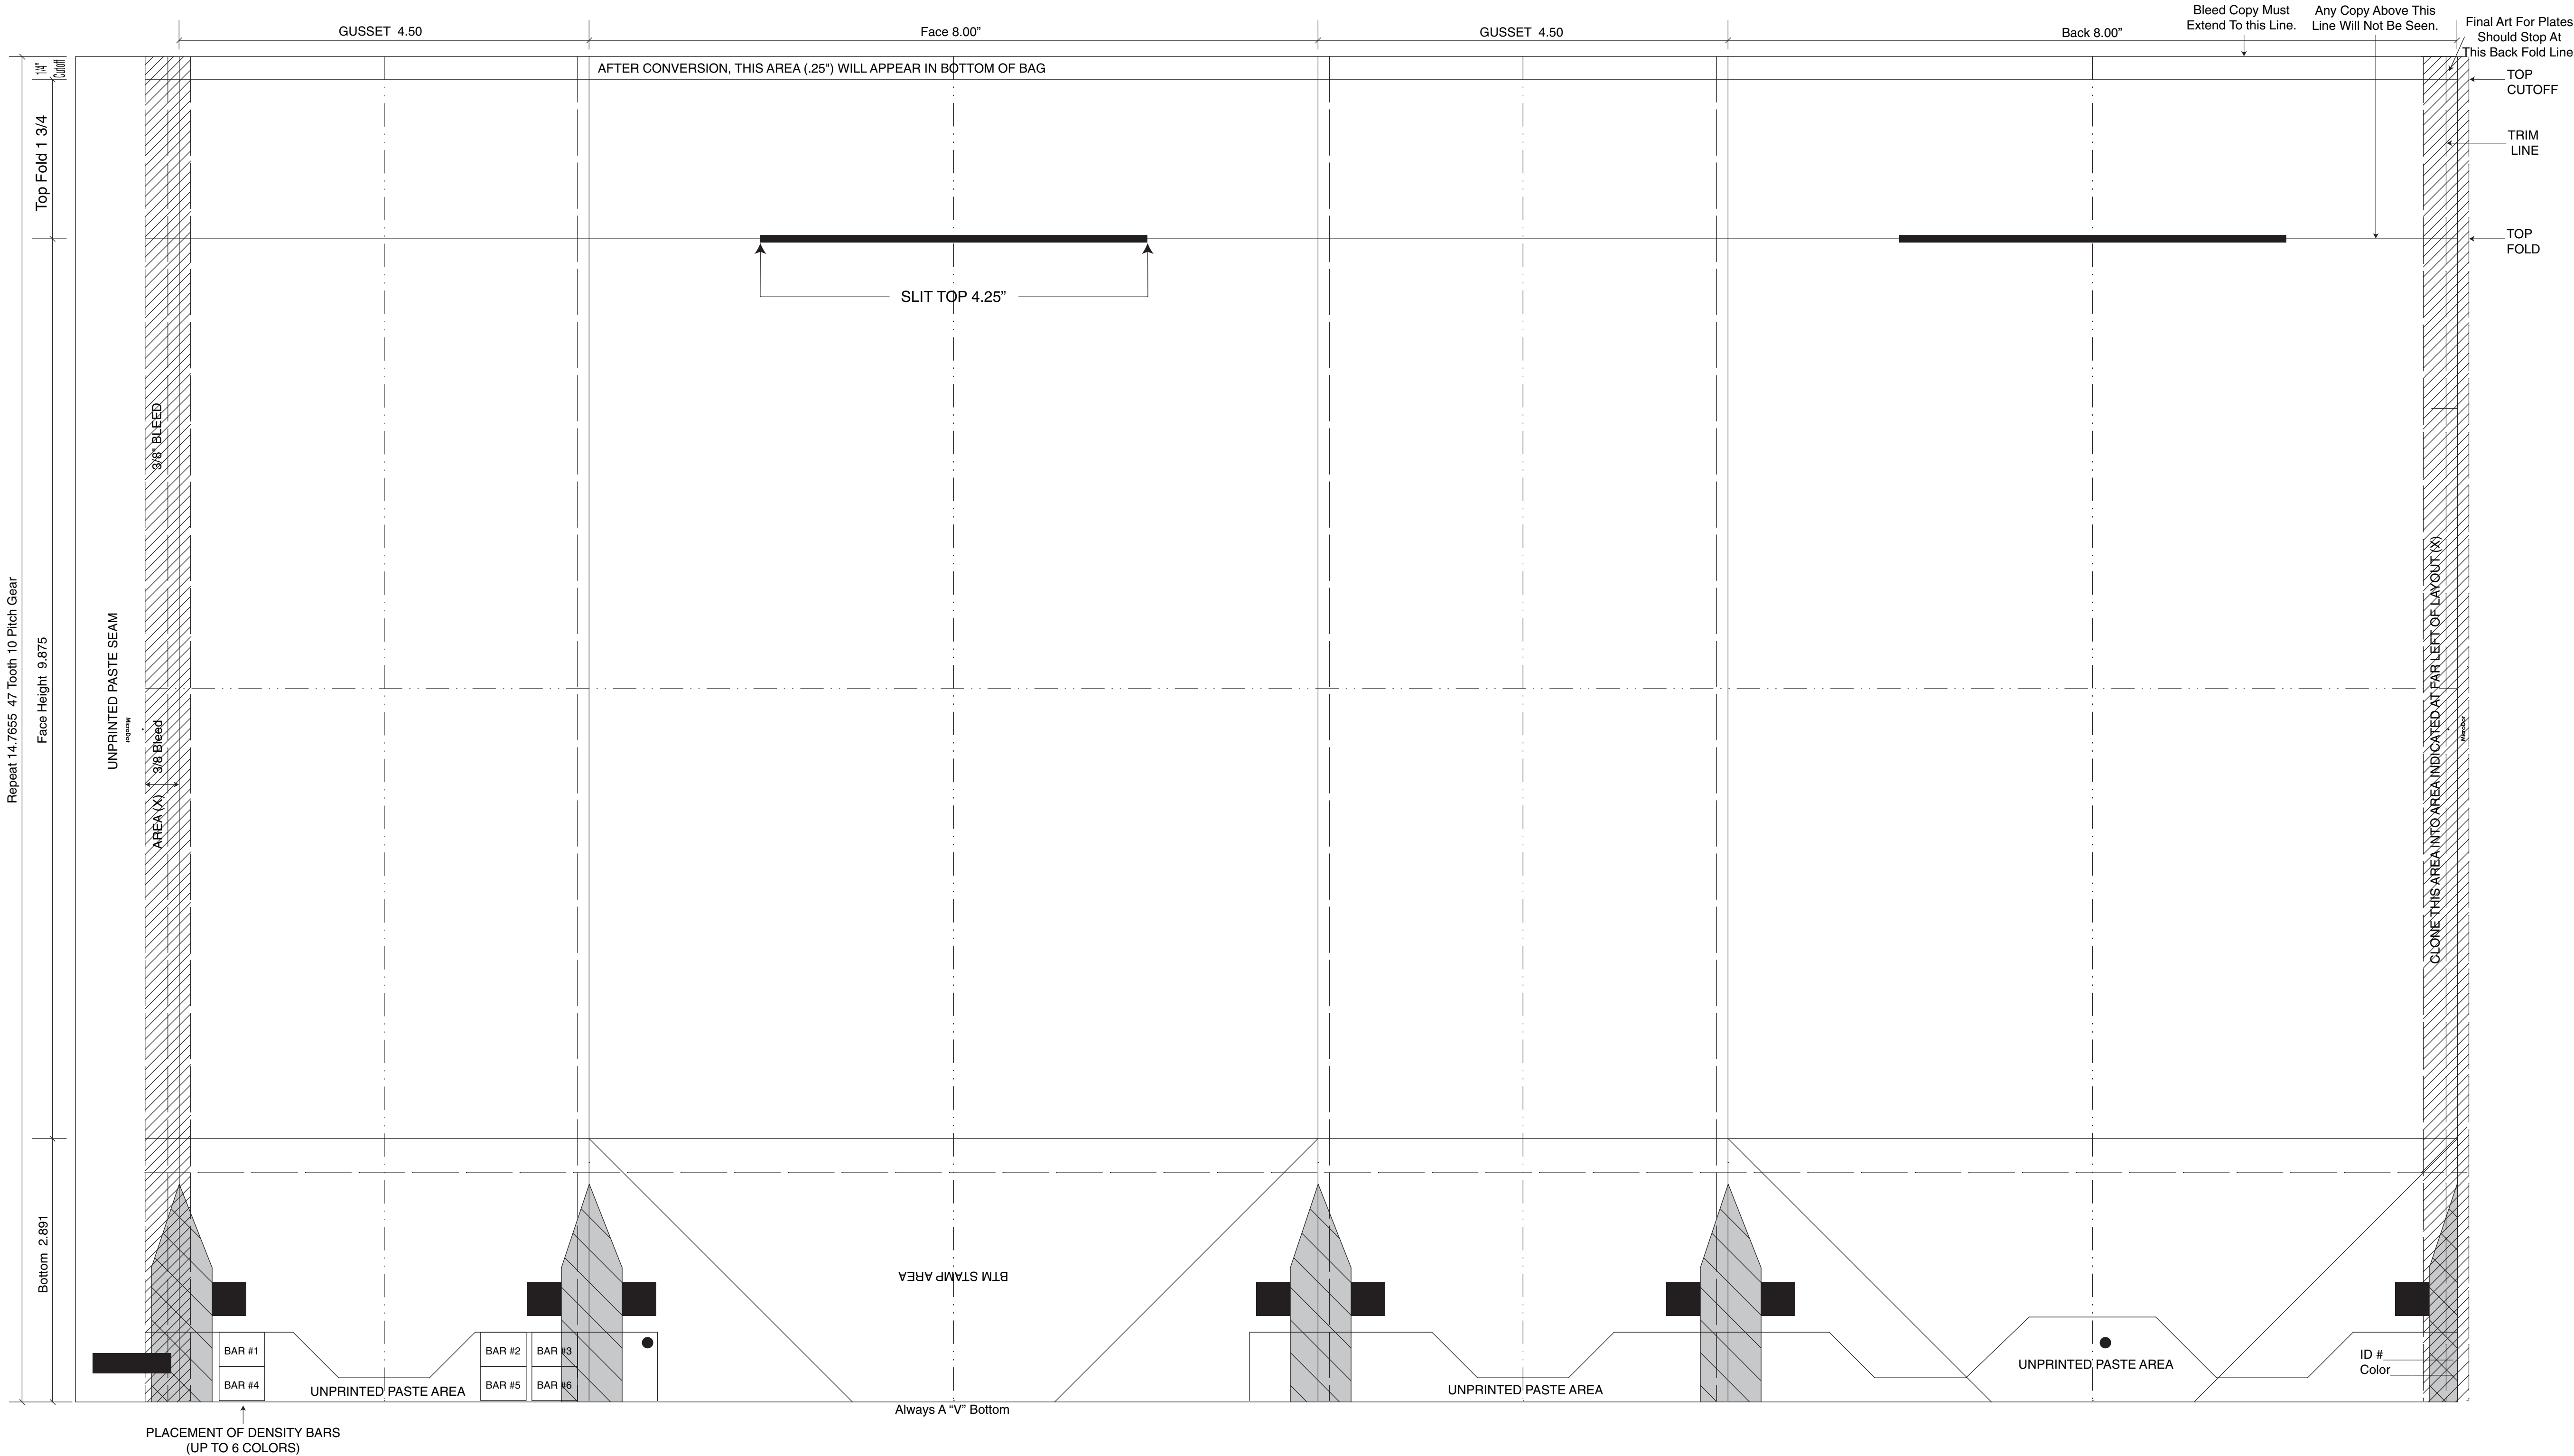 Bleed Copy Must
Extend To this Line.
Any Copy Above This
Line Will Not Be Seen.
Final Art For Plates
Should Stop At
This Back Fold Line
GUSSET 4.50
Face 8.00”
GUSSET 4.50
Back 8.00”
1/4"
Cutoff
AFTER CONVERSION, THIS AREA (.25") WILL APPEAR IN BOTTOM OF BAG
TOP
CUTOFF
Top Fold 1 3/4
TRIM
LINE
TOP
FOLD
SLIT TOP 4.25”
3/8" BLEED
Repeat 14.7655 47 Tooth 10 Pitch Gear
Face Height 9.875
UNPRINTED PASTE SEAM
MicroDot
3/8 Bleed
AREA (X)
CLONE THIS AREA INTO AREA INDICATED AT FAR LEFT OF LAYOUT (X)
MicroDot
Bottom 2.891
BTM STAMP AREA
BAR #1
BAR #2
BAR #3
BAR #4
BAR #5
BAR #6
UNPRINTED PASTE AREA
UNPRINTED PASTE AREA
UNPRINTED PASTE AREA
ID #
Color
Always A “V” Bottom
PLACEMENT OF DENSITY BARS
(UP TO 6 COLORS)